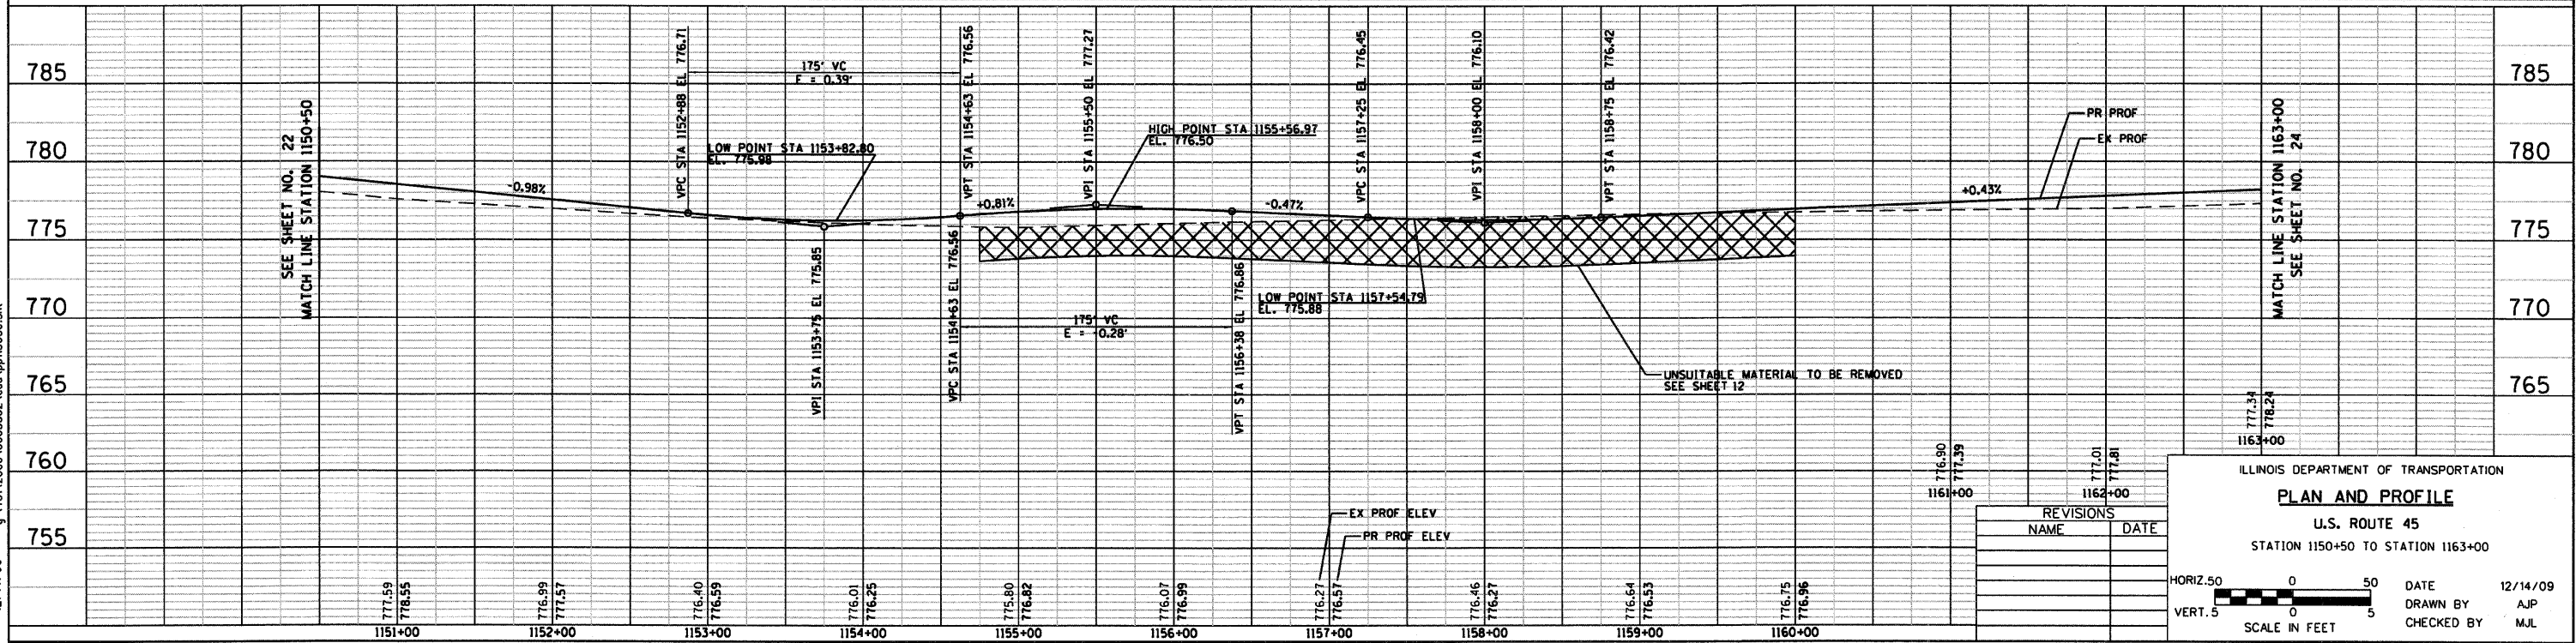 785
780
775
770
765
760
755
785
780
775
770
765
SEE SHEET NO. 22
MATCH LINE STATION 1150+50
-0.98%
VPC STA 1152+88 EL 776.71
175' VC
E = 0.39'
LOW POINT STA 1153+82.80
EL. 775.98
VPI STA 1153+75 EL 775.85
VPT STA 1154+63 EL 776.56
+0.81%
VPC STA 1154+63 EL 776.56
VPI STA 1155+50 EL 777.27
HIGH POINT STA 1155+56.97
EL. 776.50
175' VC
E = -0.28'
VPT STA 1156+38 EL 776.86
-0.47%
VPC STA 1157+25 EL 776.45
LOW POINT STA 1157+54.79
EL. 775.88
VPI STA 1158+00 EL 776.10
VPT STA 1158+75 EL 776.42
UNSUITABLE MATERIAL TO BE REMOVED
SEE SHEET 12
+0.43%
PR PROF
EX PROF
MATCH LINE STATION 1163+00
SEE SHEET NO. 24
EX PROF ELEV
PR PROF ELEV
777.59
778.55
1151+00
776.99
777.57
1152+00
776.40
776.59
1153+00
776.01
776.25
1154+00
775.80
776.82
1155+00
776.07
776.99
1156+00
776.27
776.57
1157+00
776.46
776.27
1158+00
776.64
776.53
1159+00
776.75
776.96
1160+00
776.90
777.39
1161+00
777.01
777.81
1162+00
777.34
778.24
1163+00
REVISIONS
NAME DATE
ILLINOIS DEPARTMENT OF TRANSPORTATION
PLAN AND PROFILE
U.S. ROUTE 45
STATION 1150+50 TO STATION 1163+00
HORIZ. 50 0 50
VERT. 5 0 5
SCALE IN FEET
DATE 12/14/09
DRAWN BY AJP
CHECKED BY MJL